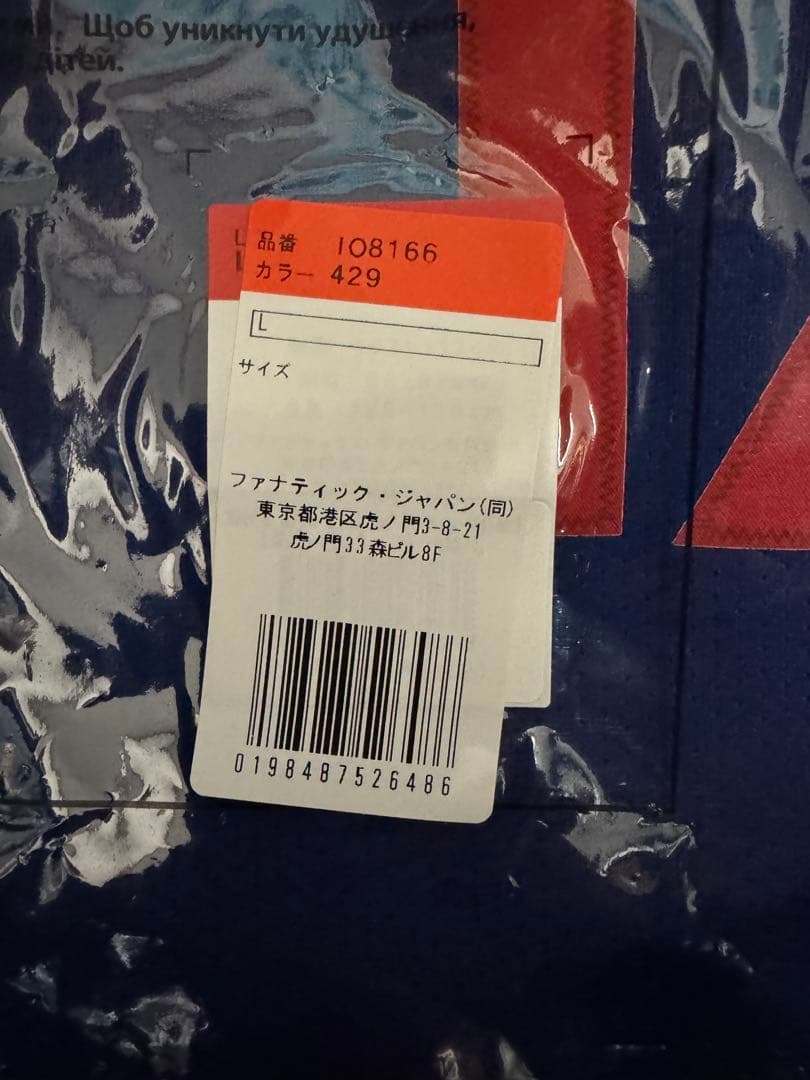 Щоб уникнути удушення,
дітей.
品番 IO8166
カラー 429
L
サイズ
ファナティック・ジャパン(同)
東京都港区虎ノ門3-8-21
虎ノ門33森ビル8F
0198487526486